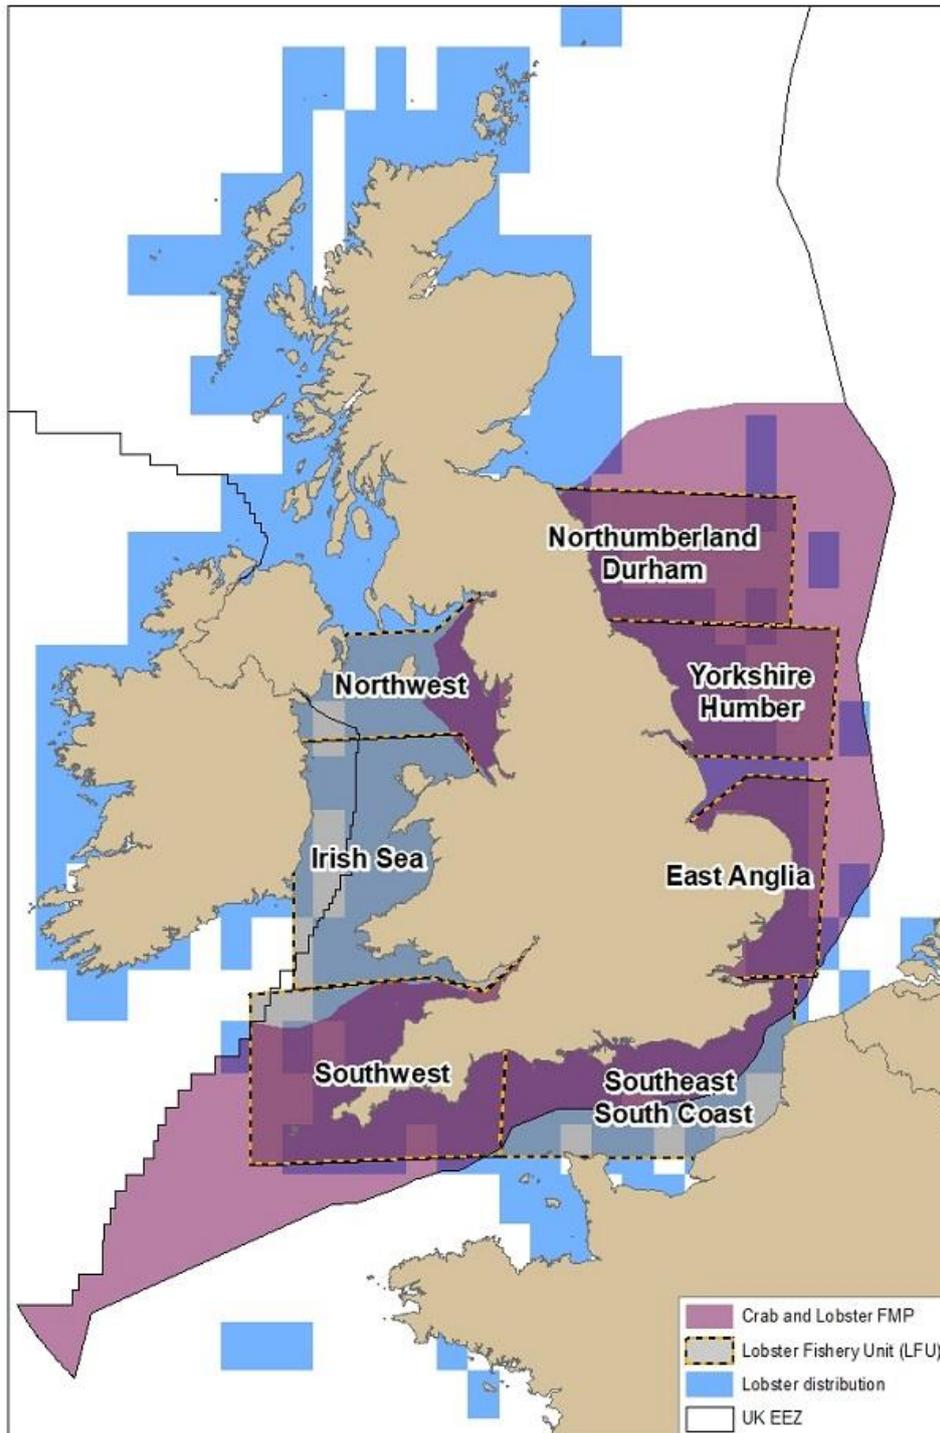 Northumberland
Durham
Northwest
Yorkshire
Humber
Irish Sea
East Anglia
Southwest
Southeast
South Coast
Crab and Lobster FMP
Lobster Fishery Unit (LFU)
Lobster distribution
UK EEZ